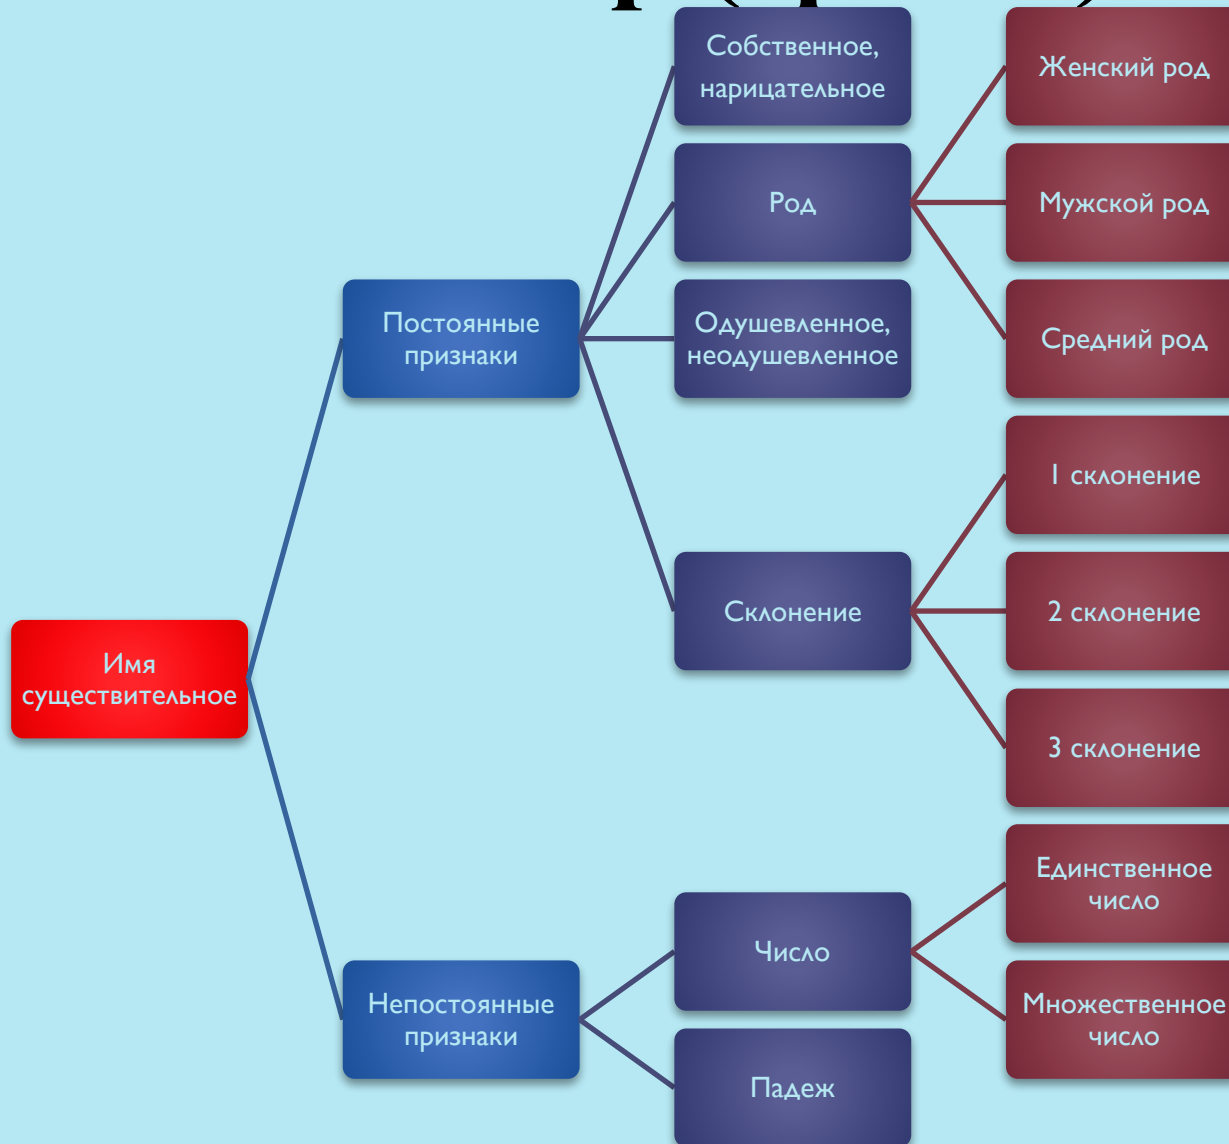 Собственное,
нарицательное
Женский род
Род
Мужской род
Постоянные
признаки
Одушевленное,
неодушевленное
Средний род
1 склонение
Склонение
2 склонение
Имя
существительное
3 склонение
Единственное
число
Число
Непостоянные
признаки
Множественное
число
Падеж